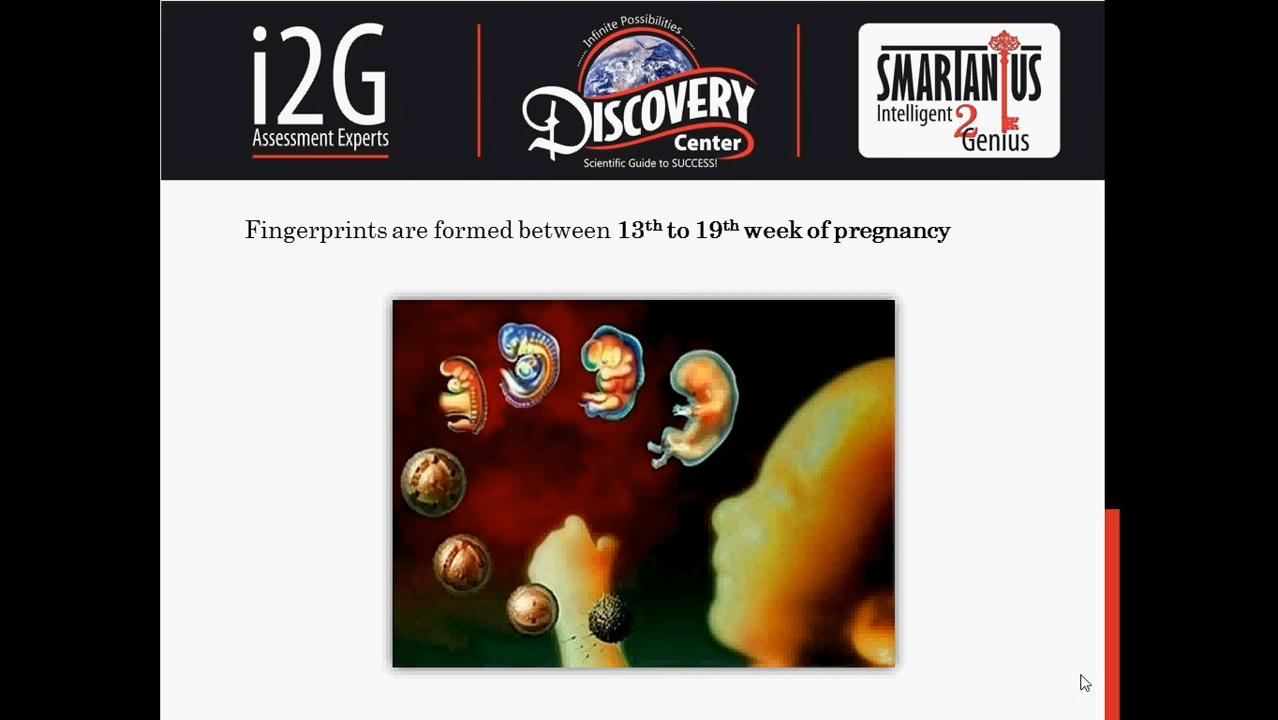 i2G
Assessment Experts
Infinite Possibilities
DISCOVERY
Center
Scientific Guide to SUCCESS!
SMARTANIUS
Intelligent 2 Genius
Fingerprints are formed between 13th to 19th week of pregnancy